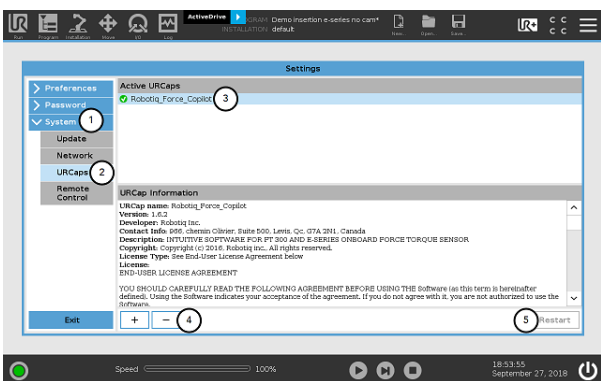 UR
ActiveDrive
PROGRAM Demo insertion e-series no cam*
INSTALLATION default
UR+
C C
C C
Run
Program
Installation
Move
I/O
Log
New...
Open...
Save...
Settings
Preferences
Password
System
1
Update
Network
URCaps
2
Remote
Control
Active URCaps
Robotiq_Force_Copilot
3
URCap Information
URCap name: Robotiq_Force_Copilot
Version: 1.6.2
Developer: Robotiq Inc.
Contact Info: 966, chemin Olivier, Suite 500, Levis, Qc, G7A 2N1, Canada
Description: INTUITIVE SOFTWARE FOR FT 300 AND E-SERIES ONBOARD FORCE TORQUE SENSOR
Copyright: Copyright (c) 2016, Robotiq inc., All rights reserved.
License Type: See End-User License Agreement below
License:
END-USER LICENSE AGREEMENT
YOU SHOULD CAREFULLY READ THE FOLLOWING AGREEMENT BEFORE USING THE Software (as this term is hereinafter
defined). Using the Software indicates your acceptance of the agreement. If you do not agree with it, you are not authorized to use the
Software.
Exit
+
−
4
5
Restart
Speed
100%
18:53:55
September 27, 2018